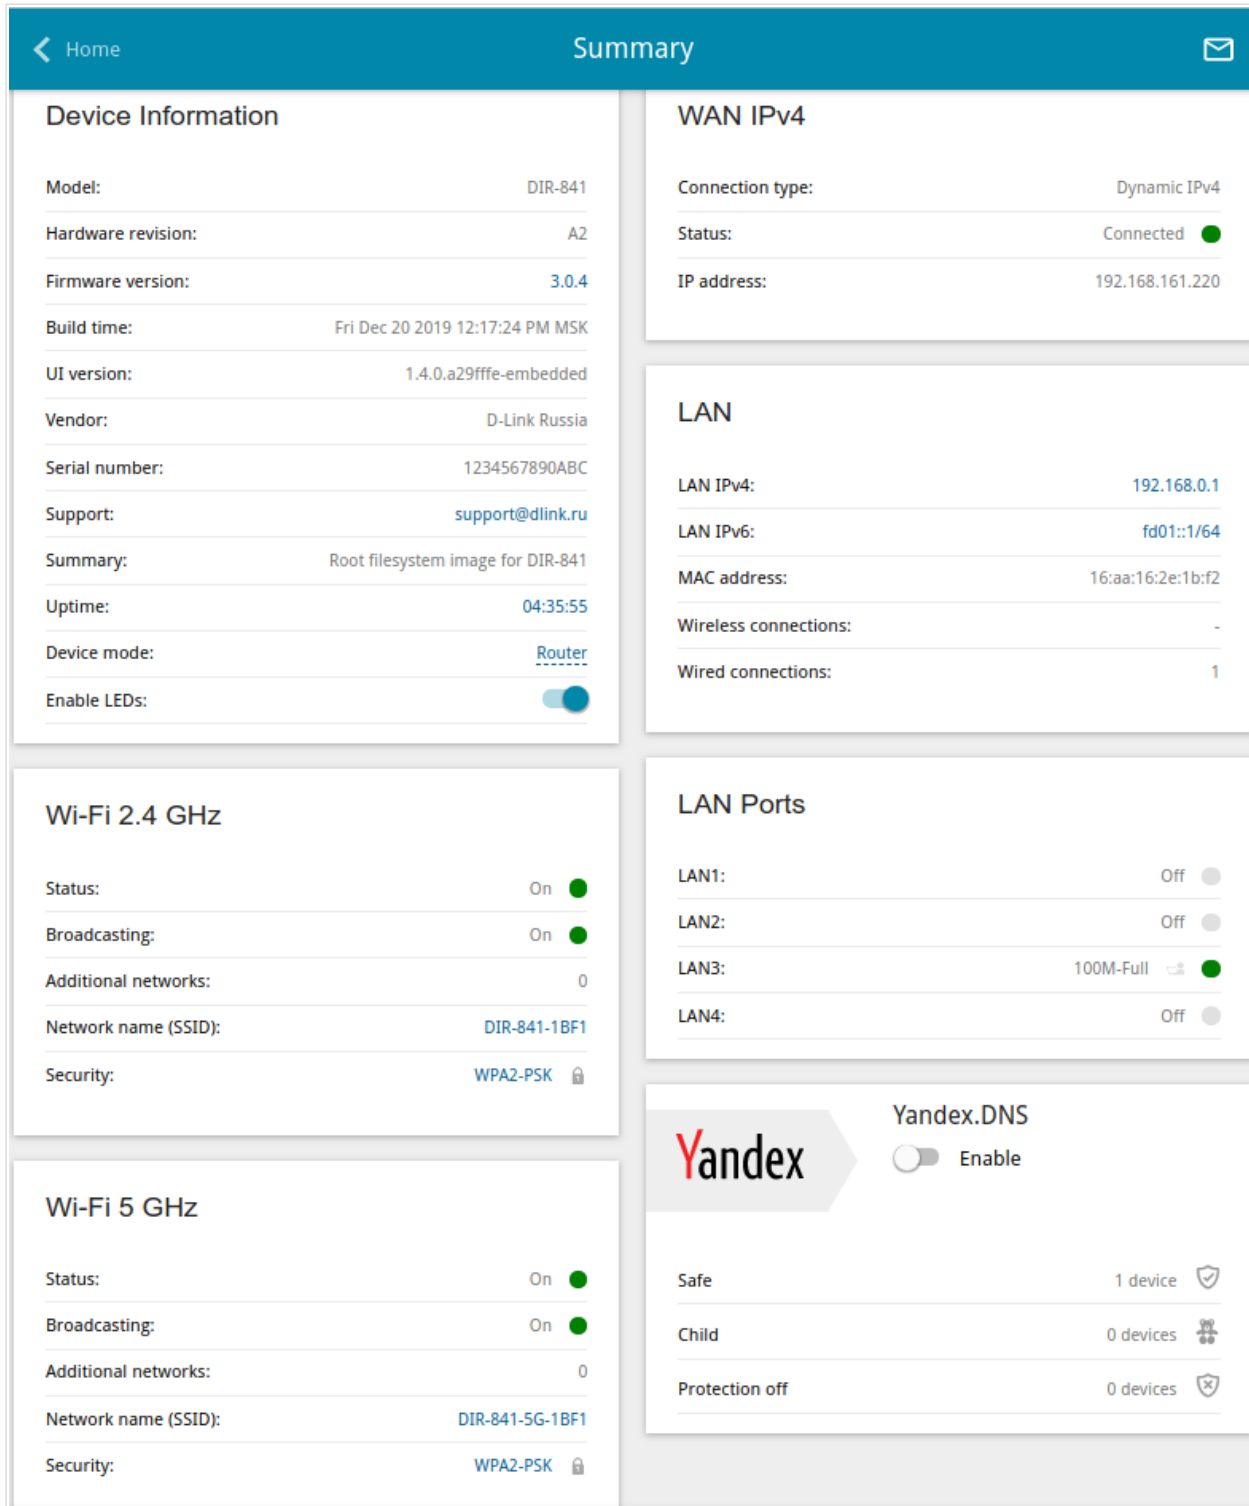 Home
Summary
Device Information
Model: DIR-841
Hardware revision: A2
Firmware version: 3.0.4
Build time: Fri Dec 20 2019 12:17:24 PM MSK
UI version: 1.4.0.a29fffe-embedded
Vendor: D-Link Russia
Serial number: 1234567890ABC
Support: support@dlink.ru
Summary: Root filesystem image for DIR-841
Uptime: 04:35:55
Device mode: Router
Enable LEDs:
Wi-Fi 2.4 GHz
Status: On
Broadcasting: On
Additional networks: 0
Network name (SSID): DIR-841-1BF1
Security: WPA2-PSK
Wi-Fi 5 GHz
Status: On
Broadcasting: On
Additional networks: 0
Network name (SSID): DIR-841-5G-1BF1
Security: WPA2-PSK
WAN IPv4
Connection type: Dynamic IPv4
Status: Connected
IP address: 192.168.161.220
LAN
LAN IPv4: 192.168.0.1
LAN IPv6: fd01::1/64
MAC address: 16:aa:16:2e:1b:f2
Wireless connections: -
Wired connections: 1
LAN Ports
LAN1: Off
LAN2: Off
LAN3: 100M-Full
LAN4: Off
Yandex
Yandex.DNS
Enable
Safe 1 device
Child 0 devices
Protection off 0 devices